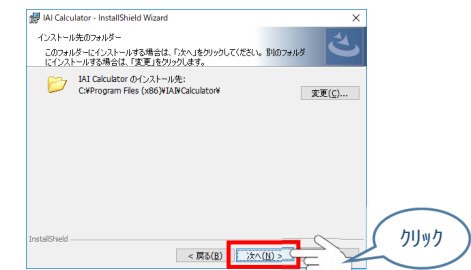 IAI Calculator - InstallShield Wizard
インストール先のフォルダー
このフォルダーにインストールする場合は、「次へ」をクリックしてください。別のフォルダ
にインストールする場合は、「変更」をクリックします。
IAI Calculator のインストール先:
C:¥Program Files (x86)¥IAI¥Calculator¥
変更(C)...
InstallShield
< 戻る(B)
次へ(N) >
クリック